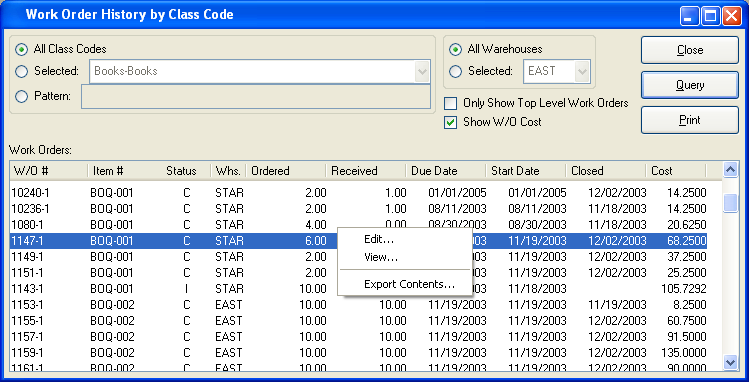 Work Order History by Class Code
All Class Codes
Selected: Books-Books
Pattern:
All Warehouses
Selected: EAST
Only Show Top Level Work Orders
Show W/O Cost
Close
Query
Print
Work Orders:
W/O # Item # Status Whs. Ordered Received Due Date Start Date Closed Cost
10240-1 BOQ-001 C STAR 2.00 1.00 01/01/2005 01/01/2005 12/02/2003 14.2500
10236-1 BOQ-001 C STAR 2.00 1.00 08/11/2003 08/11/2003 11/18/2003 14.2500
1080-1 BOQ-001 C STAR 4.00 0.00 08/30/2003 08/30/2003 11/18/2003 20.6250
1147-1 BOQ-001 C STAR 6.00 11/19/2003 12/02/2003 68.2500
1149-1 BOQ-001 C STAR 10.00 11/19/2003 12/02/2003 37.2500
1151-1 BOQ-001 C STAR 10.00 11/19/2003 12/02/2003 25.2500
1143-1 BOQ-001 I STAR 10.00 11/18/2003 105.7292
Edit...
View...
Export Contents...
1153-1 BOQ-002 C EAST 10.00 10.00 11/19/2003 11/19/2003 11/19/2003 8.2500
1155-1 BOQ-002 C EAST 10.00 10.00 11/19/2003 11/19/2003 12/02/2003 60.7500
1157-1 BOQ-002 C EAST 10.00 10.00 11/19/2003 11/19/2003 12/02/2003 91.5000
1159-1 BOQ-002 C EAST 10.00 10.00 11/19/2003 11/19/2003 12/02/2003 135.0000
1161-1 BOQ-002 C EAST 10.00 10.00 11/19/2003 11/19/2003 12/02/2003 90.0000